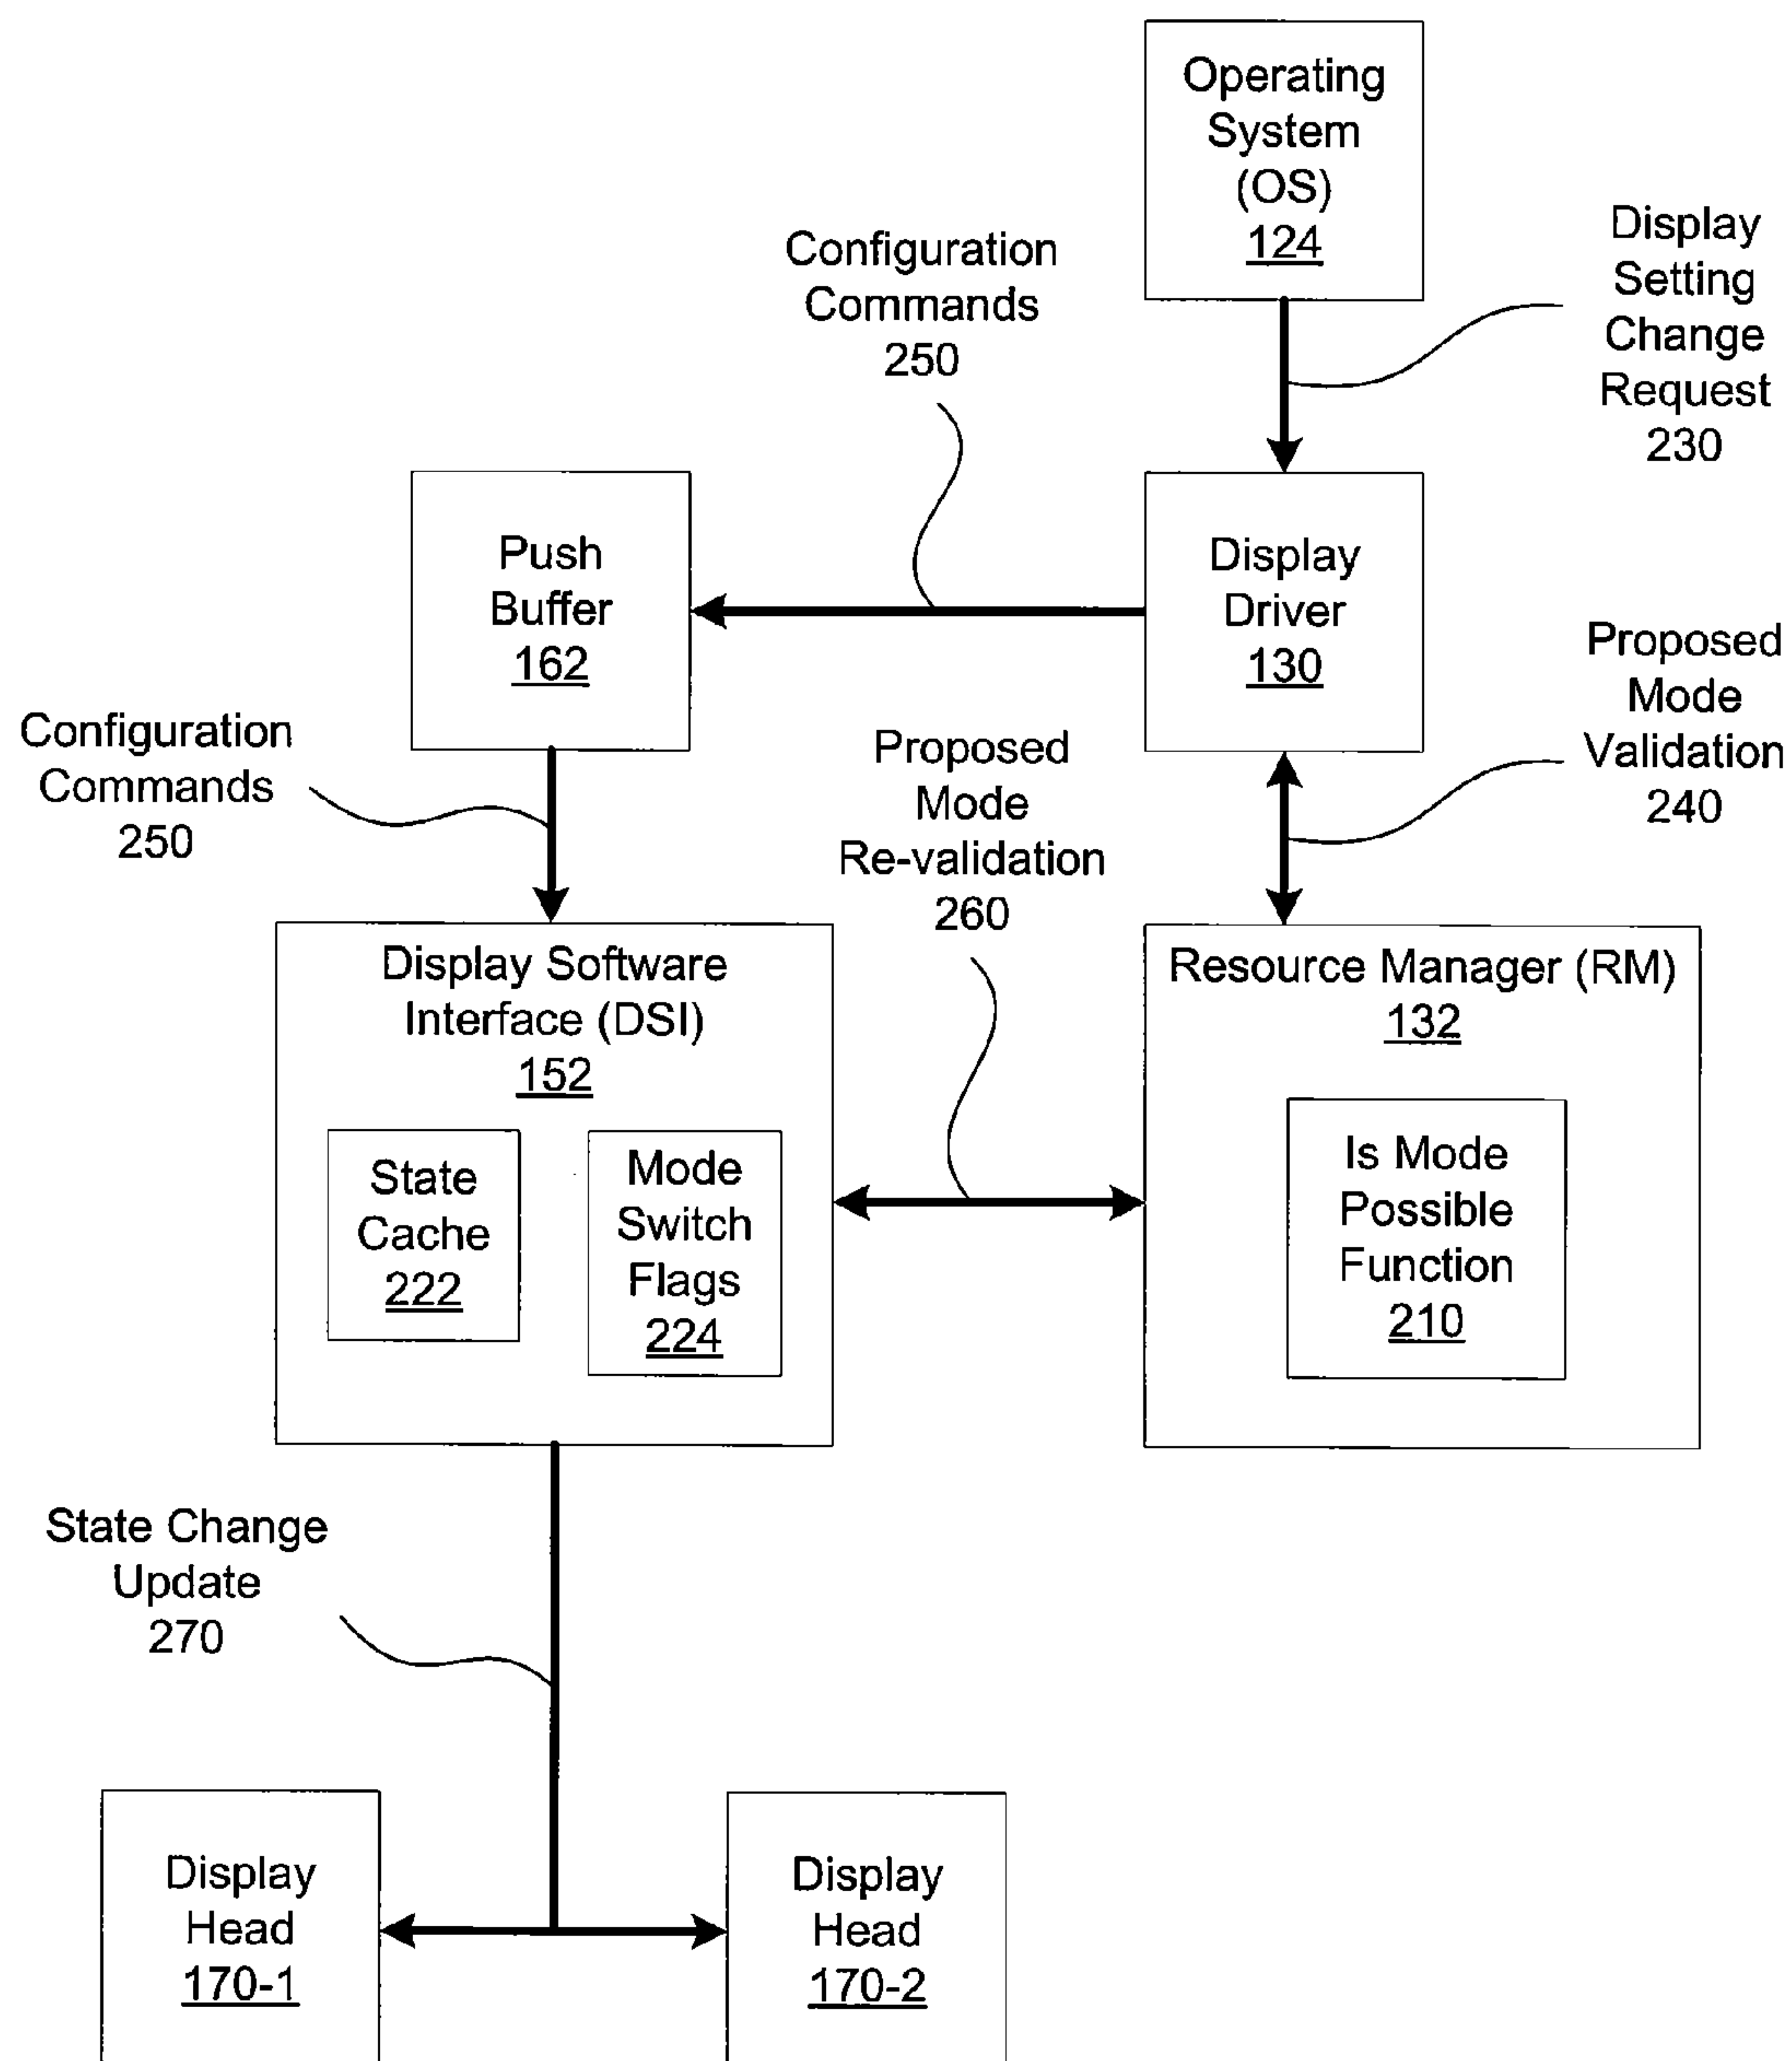 Operating
System
(OS)
124
Display
Setting
Change
Request
230
Configuration
Commands
250
Push
Buffer
162
Display
Driver
130
Proposed
Mode
Validation
240
Configuration
Commands
250
Proposed
Mode
Re-validation
260
Display Software
Interface (DSI)
152
State
Cache
222
Mode
Switch
Flags
224
Resource Manager (RM)
132
Is Mode
Possible
Function
210
State Change
Update
270
Display
Head
170-1
Display
Head
170-2